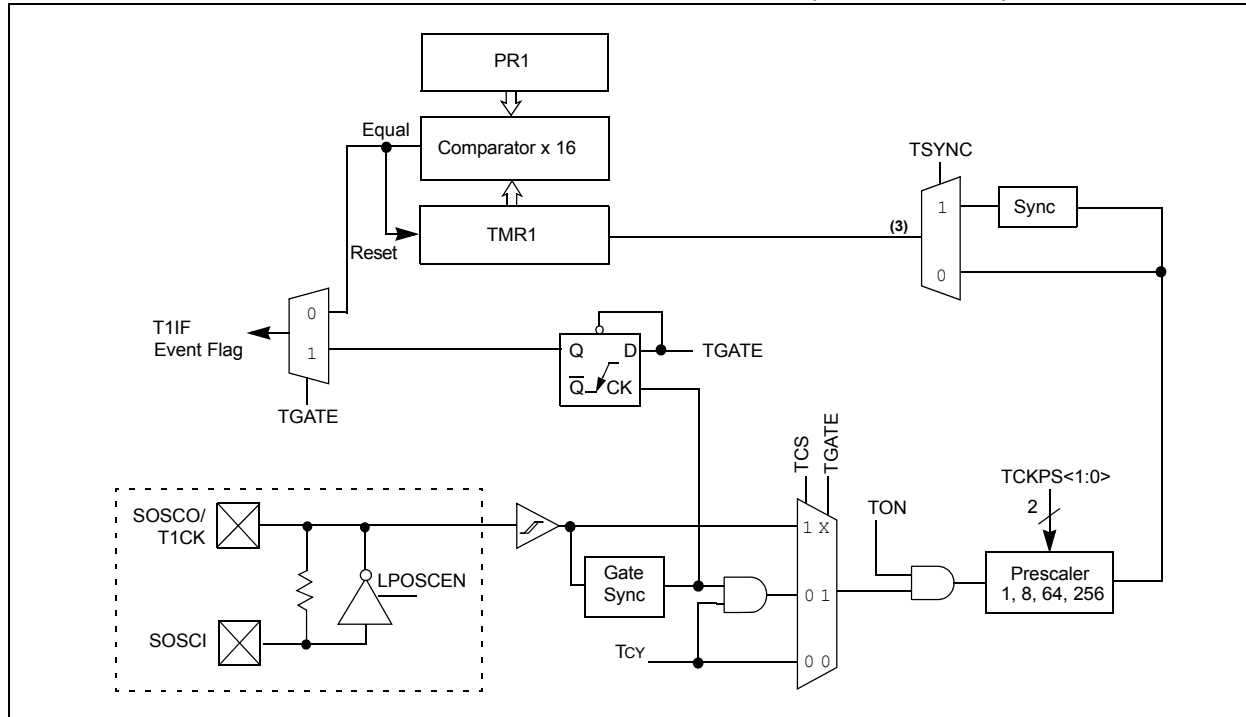 PR1
Equal
Comparator x 16
TSYNC
1
Sync
(3)
TMR1
Reset
0
0
T1IF
Event Flag
1
Q
D
TGATE
Q̅
CK
TGATE
TCS
TGATE
TCKPS<1:0>
2
SOSCO/
T1CK
1 X
TON
LPOSCEN
Gate
Sync
Prescaler
1, 8, 64, 256
0 1
SOSCI
TCY
0 0